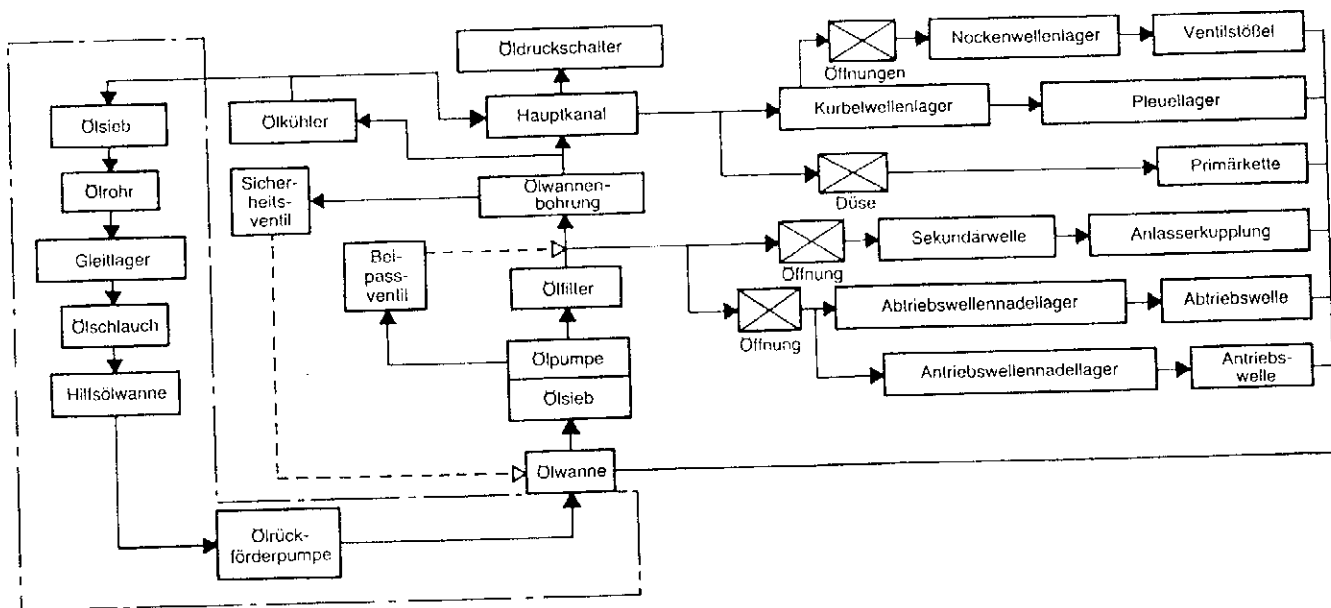 Öldruckschalter
Öffnungen
Nockenwellenlager
Ventilstößel
Ölsieb
Ölkühler
Hauptkanal
Kurbelwellenlager
Pleuellager
Ölrohr
Sicher-
heits-
ventil
Ölwannen-
bohrung
Düse
Primärkette
Gleitlager
Bei-
pass-
ventil
Ölfilter
Öffnung
Sekundärwelle
Anlasserkupplung
Ölschlauch
Ölpumpe
Öffnung
Abtriebswellennadellager
Abtriebswelle
Hilfsölwanne
Ölsieb
Antriebswellennadellager
Antriebs-
welle
Ölwanne
Ölrück-
förderpumpe